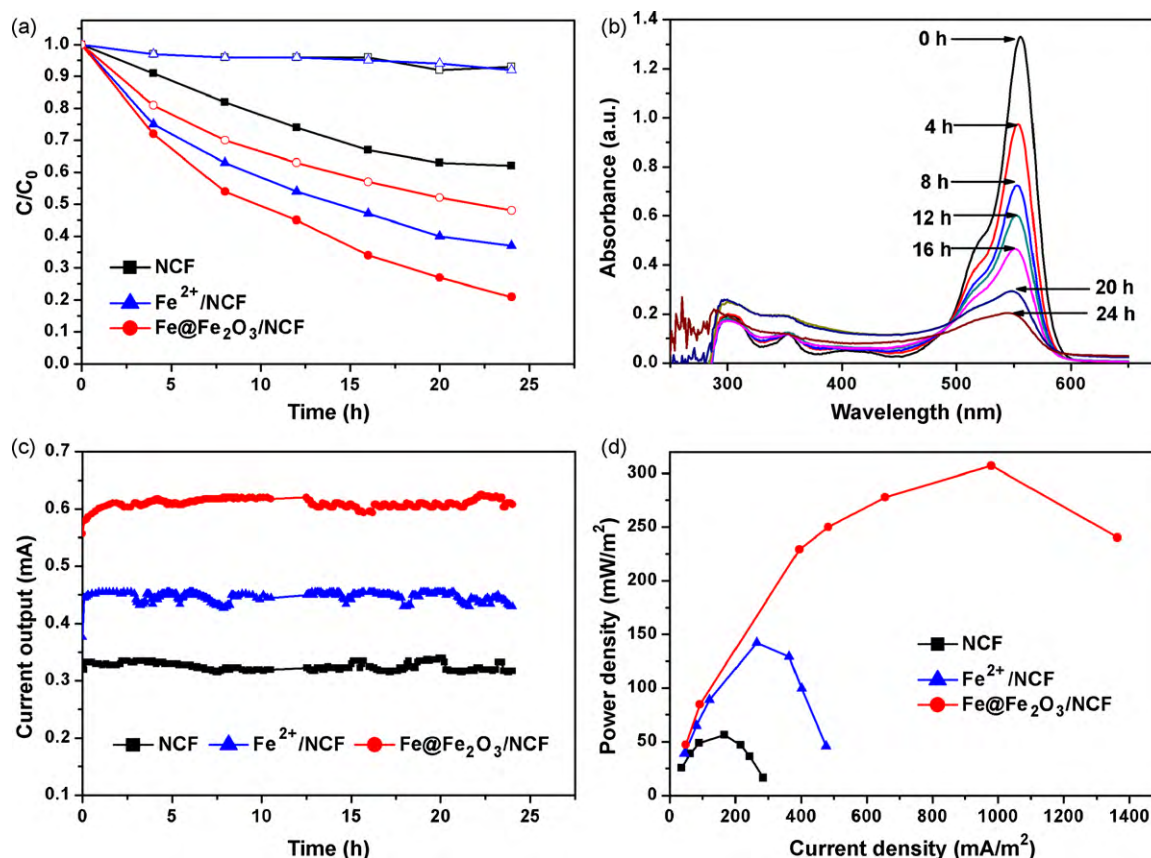 (a)
1.0
0.9
0.8
0.7
0.6
0.5
0.4
0.3
0.2
0.1
0.0
C/C₀
NCF
Fe²⁺/NCF
Fe@Fe₂O₃/NCF
0 5 10 15 20 25
Time (h)
(b)
1.4
1.2
1.0
0.8
0.6
0.4
0.2
0.0
Absorbance (a.u.)
0 h
4 h
8 h
12 h
16 h
20 h
24 h
300 400 500 600
Wavelength (nm)
(c)
0.7
0.6
0.5
0.4
0.3
0.2
0.1
Current output (mA)
NCF Fe²⁺/NCF Fe@Fe₂O₃/NCF
0 5 10 15 20 25
Time (h)
(d)
300
250
200
150
100
50
0
Power density (mW/m²)
NCF
Fe²⁺/NCF
Fe@Fe₂O₃/NCF
0 200 400 600 800 1000 1200 1400
Current density (mA/m²)